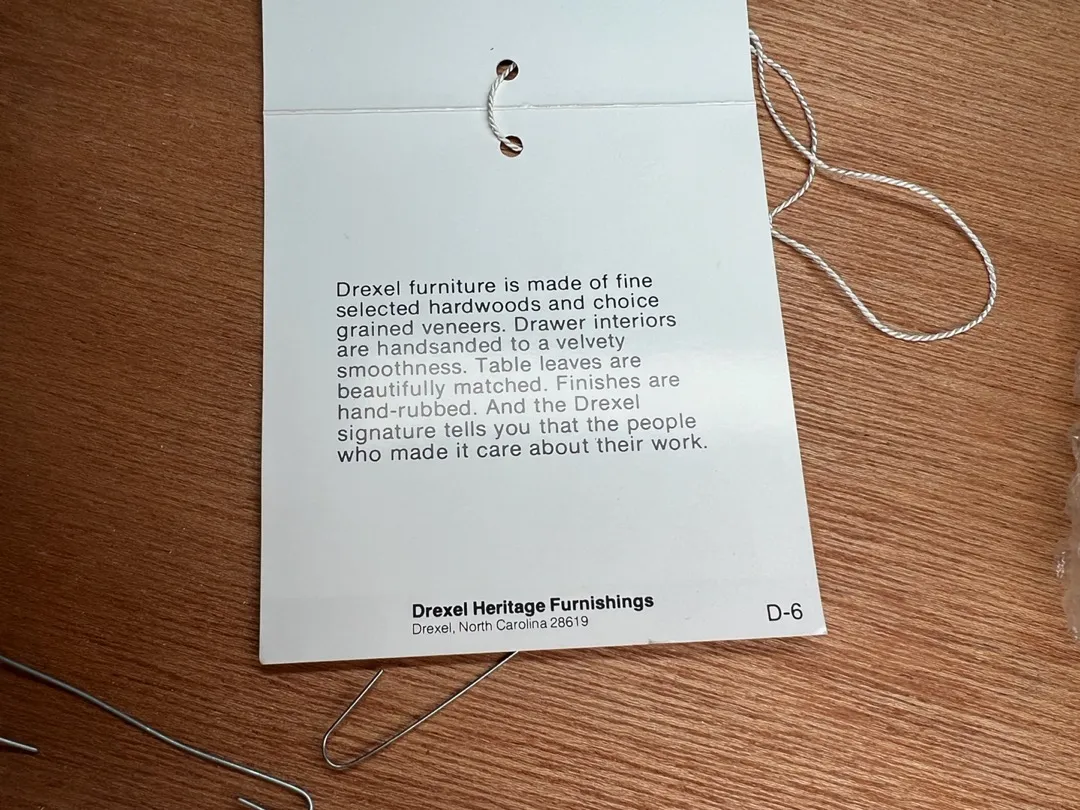 Drexel furniture is made of fine
selected hardwoods and choice
grained veneers. Drawer interiors
are handsanded to a velvety
smoothness. Table leaves are
beautifully matched. Finishes are
hand-rubbed. And the Drexel
signature tells you that the people
who made it care about their work.
Drexel Heritage Furnishings
Drexel, North Carolina 28619
D-6